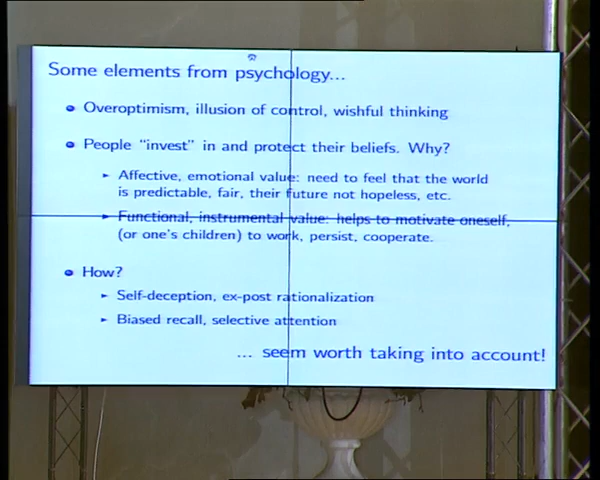 Some elements from psychology...
Overoptimism, illusion of control, wishful thinking
People "invest" in and protect their beliefs. Why?
Affective, emotional value: need to feel that the world
is predictable, fair, their future not hopeless, etc.
Functional, instrumental value: helps to motivate oneself,
(or one's children) to work, persist, cooperate.
How?
Self-deception, ex-post rationalization
Biased recall, selective attention
... seem worth taking into account!